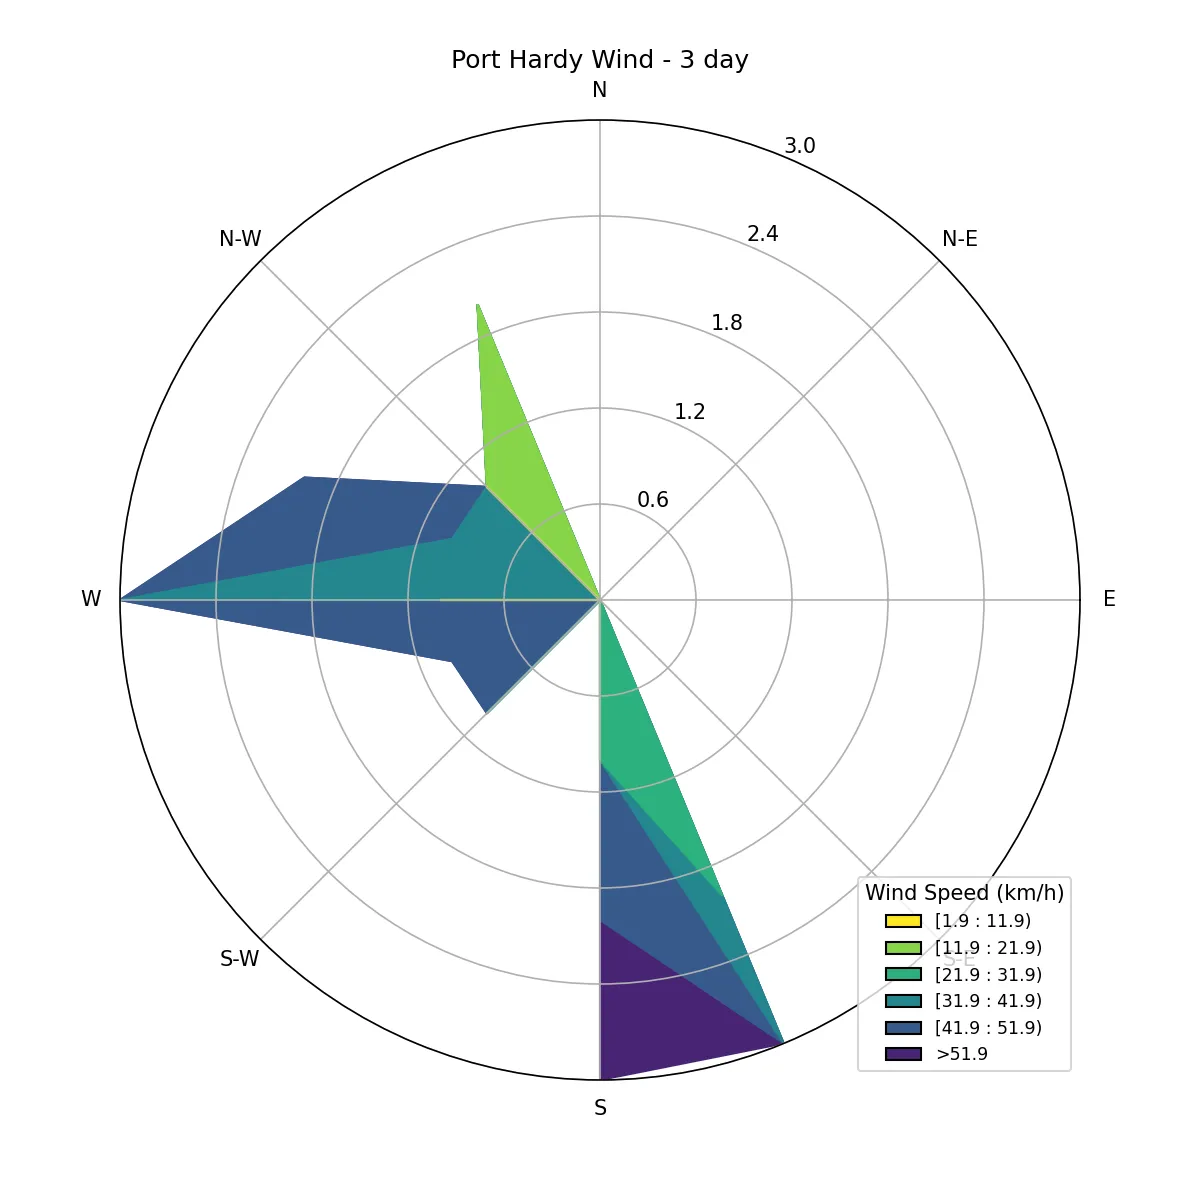 Port Hardy Wind - 3 day
N
3.0
N-W
2.4
N-E
1.8
1.2
0.6
W
E
Wind Speed (km/h)
[1.9 : 11.9)
[11.9 : 21.9)
S-W
S-E
[21.9 : 31.9)
[31.9 : 41.9)
[41.9 : 51.9)
>51.9
S